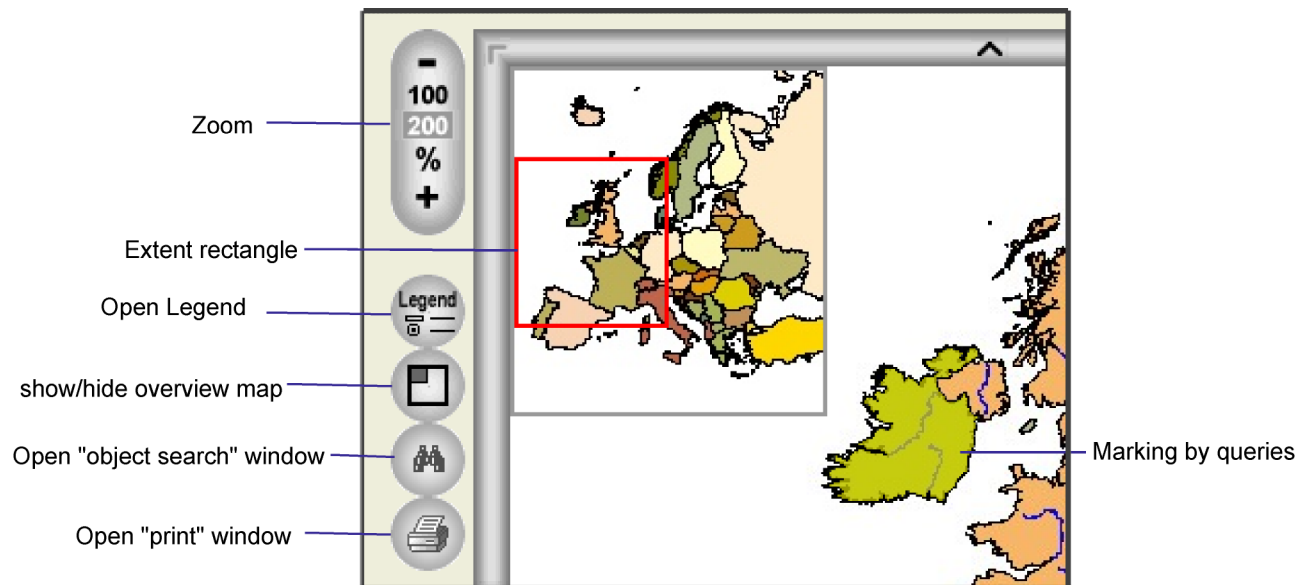 -
100
200
%
+
Zoom
Extent rectangle
Open Legend
Legend
show/hide overview map
Open "object search" window
Marking by queries
Open "print" window